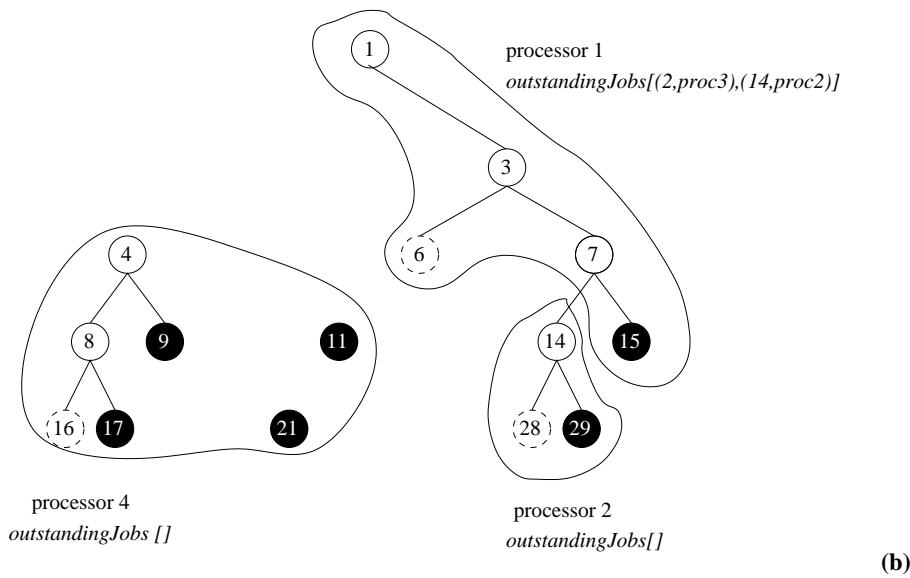 1
processor 1
outstandingJobs[(2,proc3),(14,proc2)]
3
4
6
7
8
9
11
14
15
16
17
21
28
29
processor 4
outstandingJobs []
processor 2
outstandingJobs[]
(b)